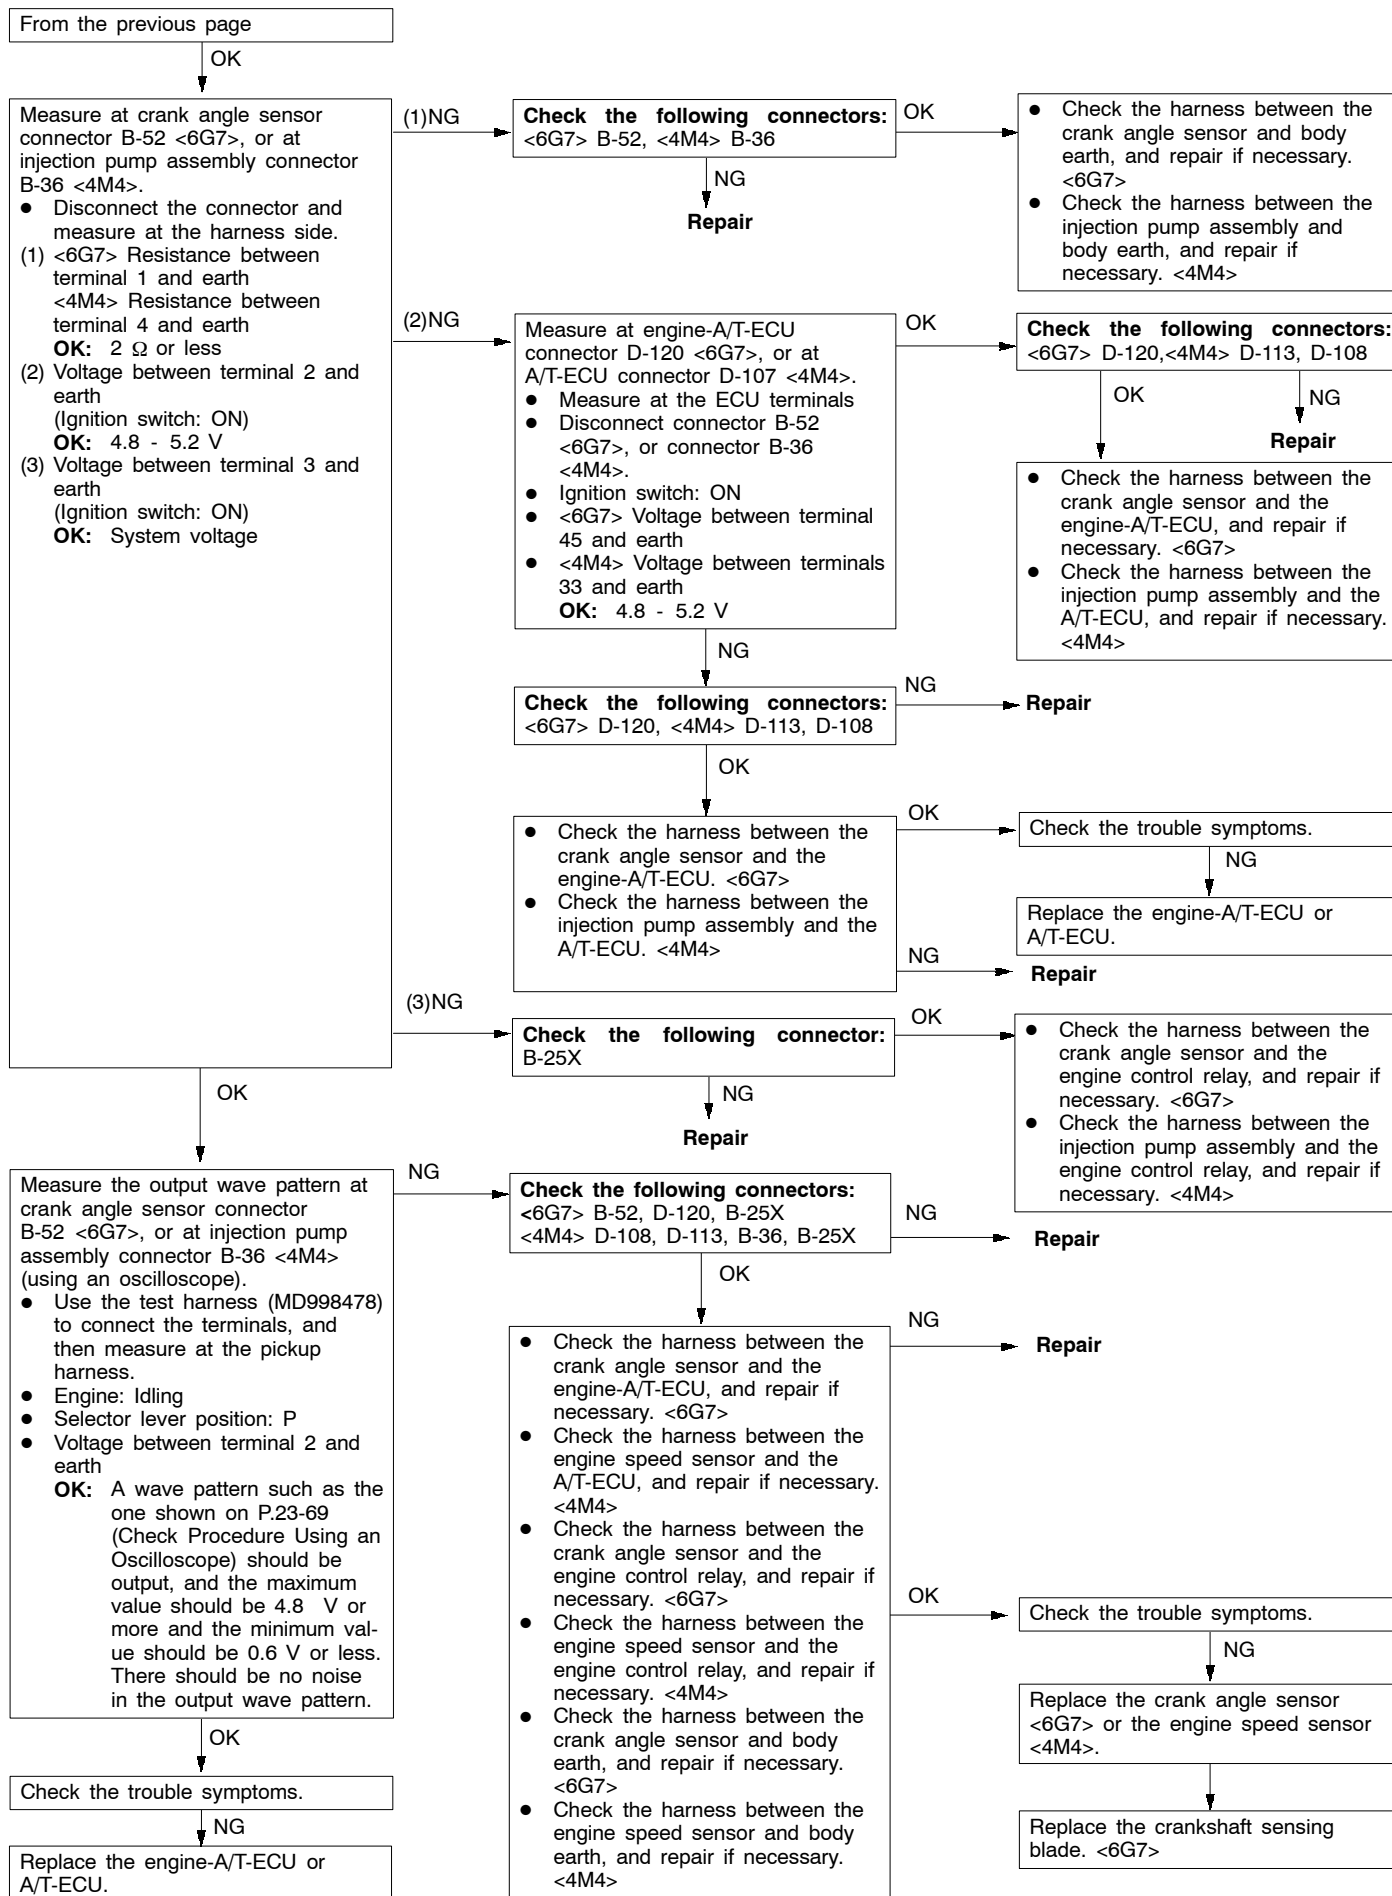 From the previous page
OK
Measure at crank angle sensor
connector B-52 <6G7>, or at
injection pump assembly connector
B-36 <4M4>.
● Disconnect the connector and
measure at the harness side.
(1) <6G7> Resistance between
terminal 1 and earth
<4M4> Resistance between
terminal 4 and earth
OK: 2 Ω or less
(2) Voltage between terminal 2 and
earth
(Ignition switch: ON)
OK: 4.8 - 5.2 V
(3) Voltage between terminal 3 and
earth
(Ignition switch: ON)
OK: System voltage
(1)NG
Check the following connectors:
<6G7> B-52, <4M4> B-36
NG
Repair
OK
● Check the harness between the
crank angle sensor and body
earth, and repair if necessary.
<6G7>
● Check the harness between the
injection pump assembly and
body earth, and repair if
necessary. <4M4>
(2)NG
Measure at engine-A/T-ECU
connector D-120 <6G7>, or at
A/T-ECU connector D-107 <4M4>.
● Measure at the ECU terminals
● Disconnect connector B-52
<6G7>, or connector B-36
<4M4>.
● Ignition switch: ON
● <6G7> Voltage between terminal
45 and earth
● <4M4> Voltage between terminals
33 and earth
OK: 4.8 - 5.2 V
OK
Check the following connectors:
<6G7> D-120,<4M4> D-113, D-108
OK
NG
Repair
● Check the harness between the
crank angle sensor and the
engine-A/T-ECU, and repair if
necessary. <6G7>
● Check the harness between the
injection pump assembly and the
A/T-ECU, and repair if necessary.
<4M4>
NG
Check the following connectors:
<6G7> D-120, <4M4> D-113, D-108
NG
Repair
OK
● Check the harness between the
crank angle sensor and the
engine-A/T-ECU. <6G7>
● Check the harness between the
injection pump assembly and the
A/T-ECU. <4M4>
OK
Check the trouble symptoms.
NG
Replace the engine-A/T-ECU or
A/T-ECU.
NG
Repair
(3)NG
Check the following connector:
B-25X
NG
Repair
OK
● Check the harness between the
crank angle sensor and the
engine control relay, and repair if
necessary. <6G7>
● Check the harness between the
injection pump assembly and the
engine control relay, and repair if
necessary. <4M4>
OK
Measure the output wave pattern at
crank angle sensor connector
B-52 <6G7>, or at injection pump
assembly connector B-36 <4M4>
(using an oscilloscope).
● Use the test harness (MD998478)
to connect the terminals, and
then measure at the pickup
harness.
● Engine: Idling
● Selector lever position: P
● Voltage between terminal 2 and
earth
OK: A wave pattern such as the
one shown on P.23-69
(Check Procedure Using an
Oscilloscope) should be
output, and the maximum
value should be 4.8 V or
more and the minimum val-
ue should be 0.6 V or less.
There should be no noise
in the output wave pattern.
NG
Check the following connectors:
<6G7> B-52, D-120, B-25X
<4M4> D-108, D-113, B-36, B-25X
NG
Repair
OK
● Check the harness between the
crank angle sensor and the
engine-A/T-ECU, and repair if
necessary. <6G7>
● Check the harness between the
engine speed sensor and the
A/T-ECU, and repair if necessary.
<4M4>
● Check the harness between the
crank angle sensor and the
engine control relay, and repair if
necessary. <6G7>
● Check the harness between the
engine speed sensor and the
engine control relay, and repair if
necessary. <4M4>
● Check the harness between the
crank angle sensor and body
earth, and repair if necessary.
<6G7>
● Check the harness between the
engine speed sensor and body
earth, and repair if necessary.
<4M4>
NG
Repair
OK
Check the trouble symptoms.
NG
Replace the crank angle sensor
<6G7> or the engine speed sensor
<4M4>.
Replace the crankshaft sensing
blade. <6G7>
OK
Check the trouble symptoms.
NG
Replace the engine-A/T-ECU or
A/T-ECU.